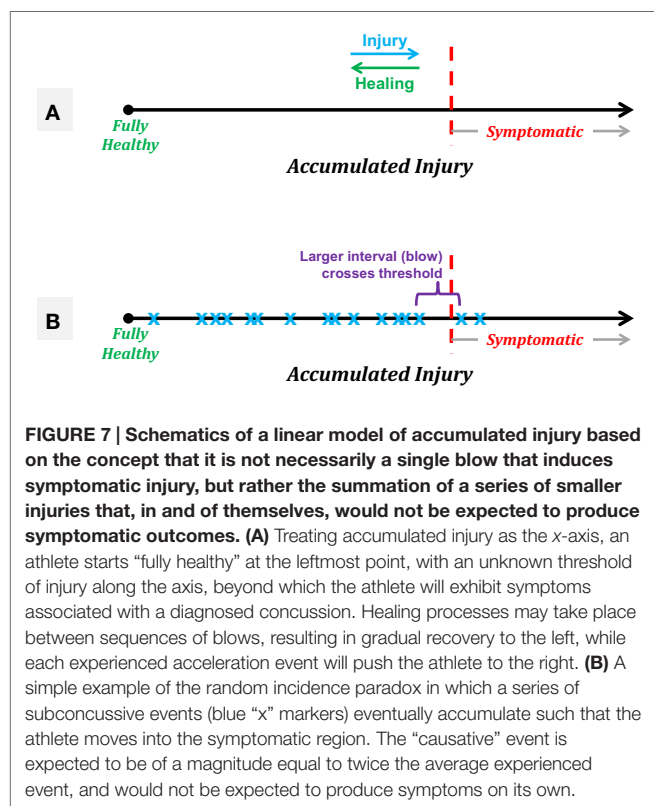 Injury
Healing
A
Fully
Healthy
Symptomatic
Accumulated Injury
Larger interval (blow)
crosses threshold
B
x x x x x x x x x x x x x x x x x
Fully
Healthy
Symptomatic
Accumulated Injury
FIGURE 7 | Schematics of a linear model of accumulated injury based
on the concept that it is not necessarily a single blow that induces
symptomatic injury, but rather the summation of a series of smaller
injuries that, in and of themselves, would not be expected to produce
symptomatic outcomes. (A) Treating accumulated injury as the x-axis, an
athlete starts “fully healthy” at the leftmost point, with an unknown threshold
of injury along the axis, beyond which the athlete will exhibit symptoms
associated with a diagnosed concussion. Healing processes may take place
between sequences of blows, resulting in gradual recovery to the left, while
each experienced acceleration event will push the athlete to the right. (B) A
simple example of the random incidence paradox in which a series of
subconcussive events (blue “x” markers) eventually accumulate such that the
athlete moves into the symptomatic region. The “causative” event is
expected to be of a magnitude equal to twice the average experienced
event, and would not be expected to produce symptoms on its own.